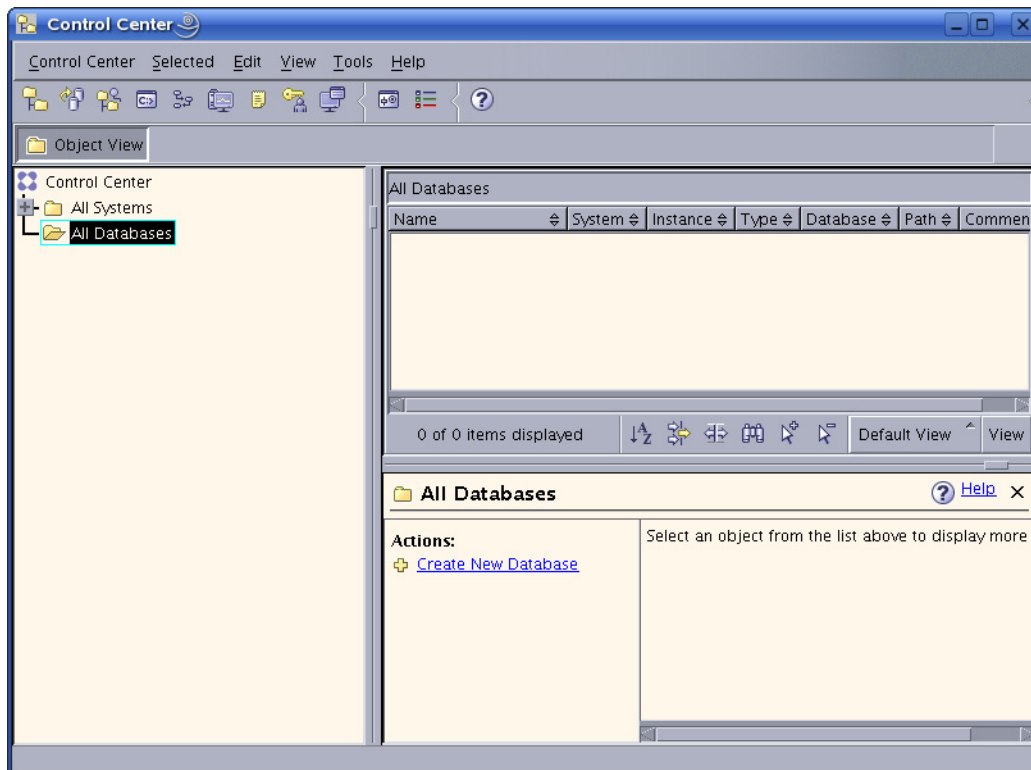 Control Center
Control Center Selected Edit View Tools Help
Object View
Control Center
All Systems
All Databases
All Databases
Name System Instance Type Database Path Commen
0 of 0 items displayed Default View View
All Databases Help
Actions:
Create New Database
Select an object from the list above to display more